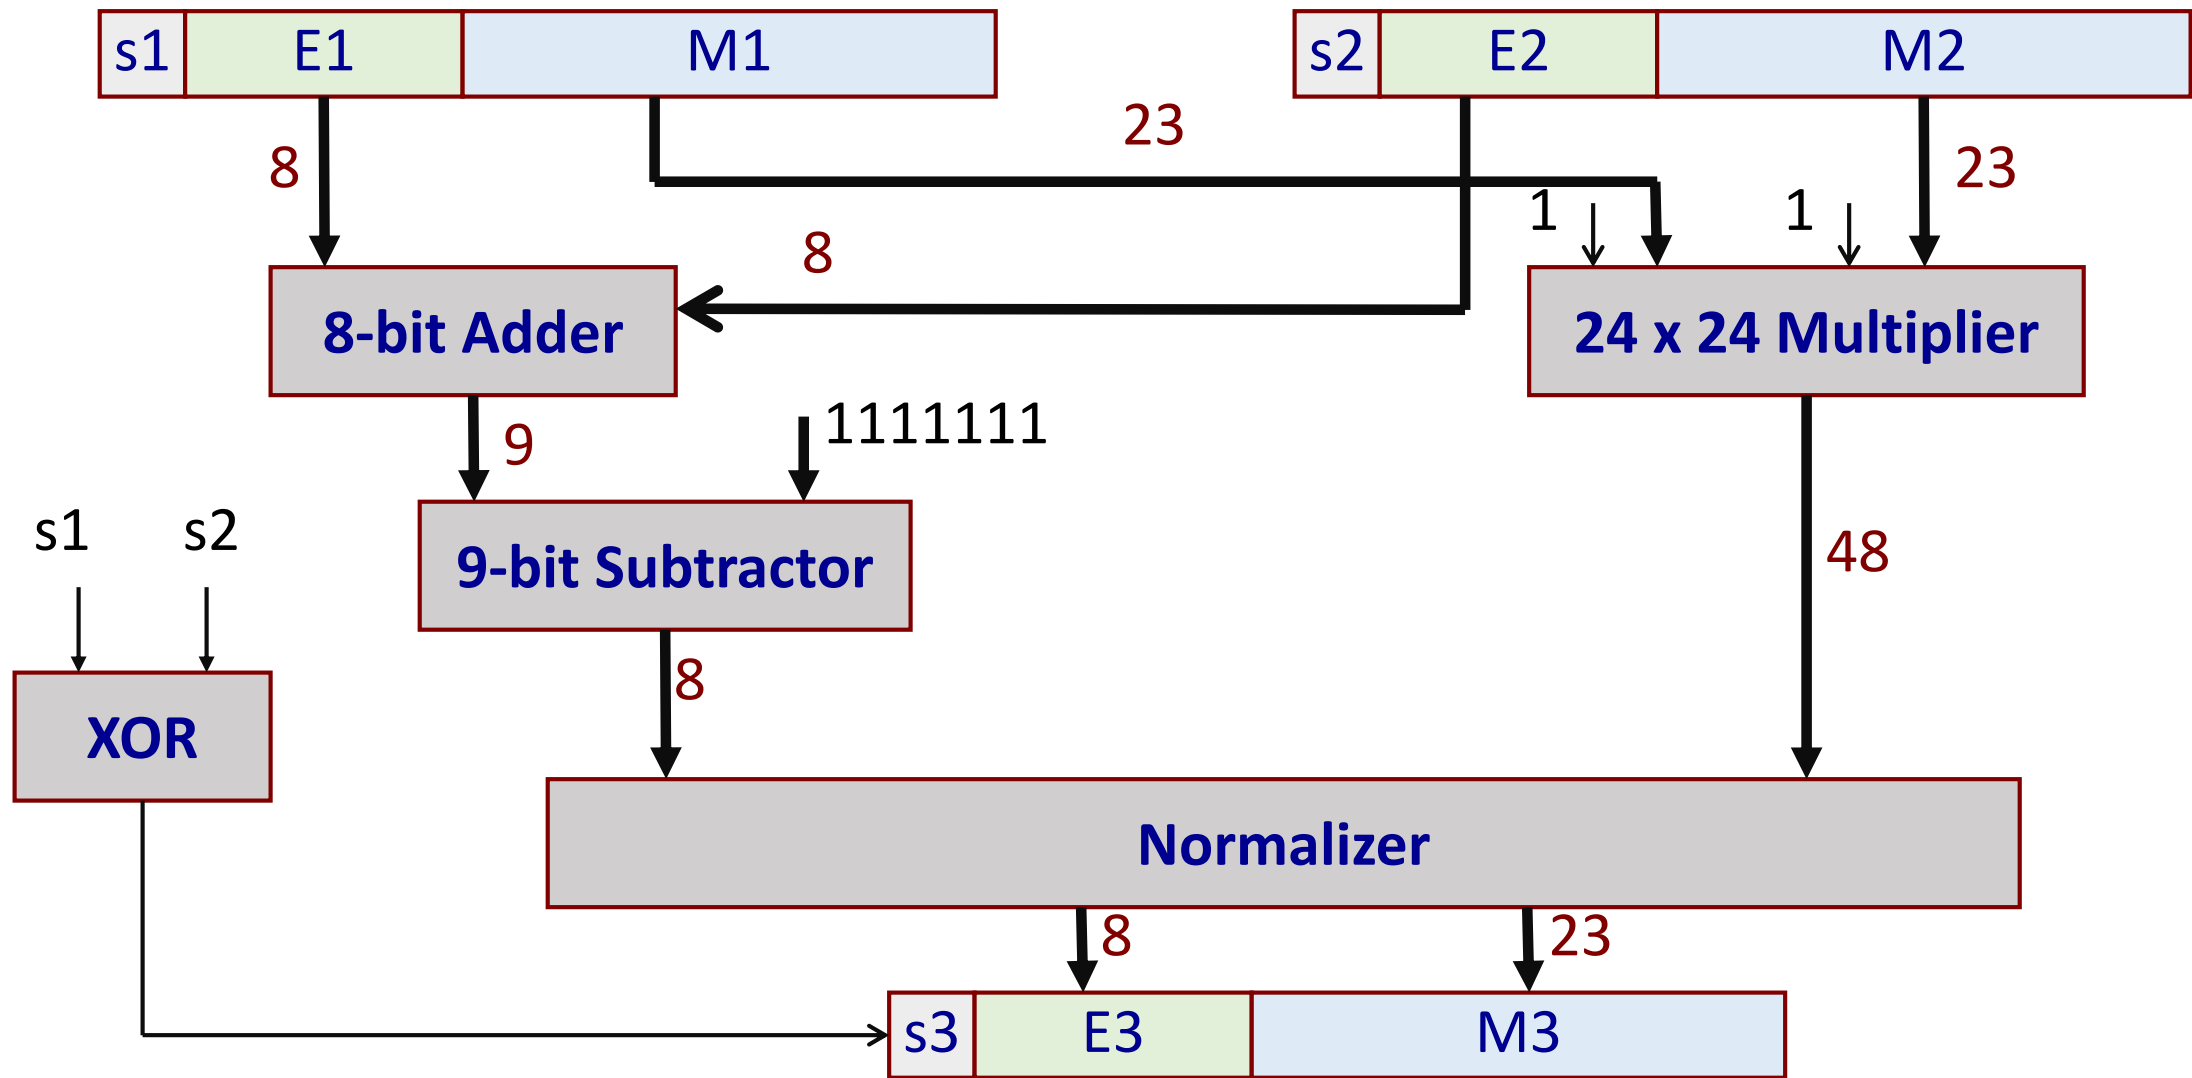 s1 E1 M1 s2 E2 M2
23
8 23
1 1
8
8-bit Adder 24 x 24 Multiplier
1111111
9
s1 s2
48
9-bit Subtractor
8
XOR
Normalizer
8 23
s3 E3 M3